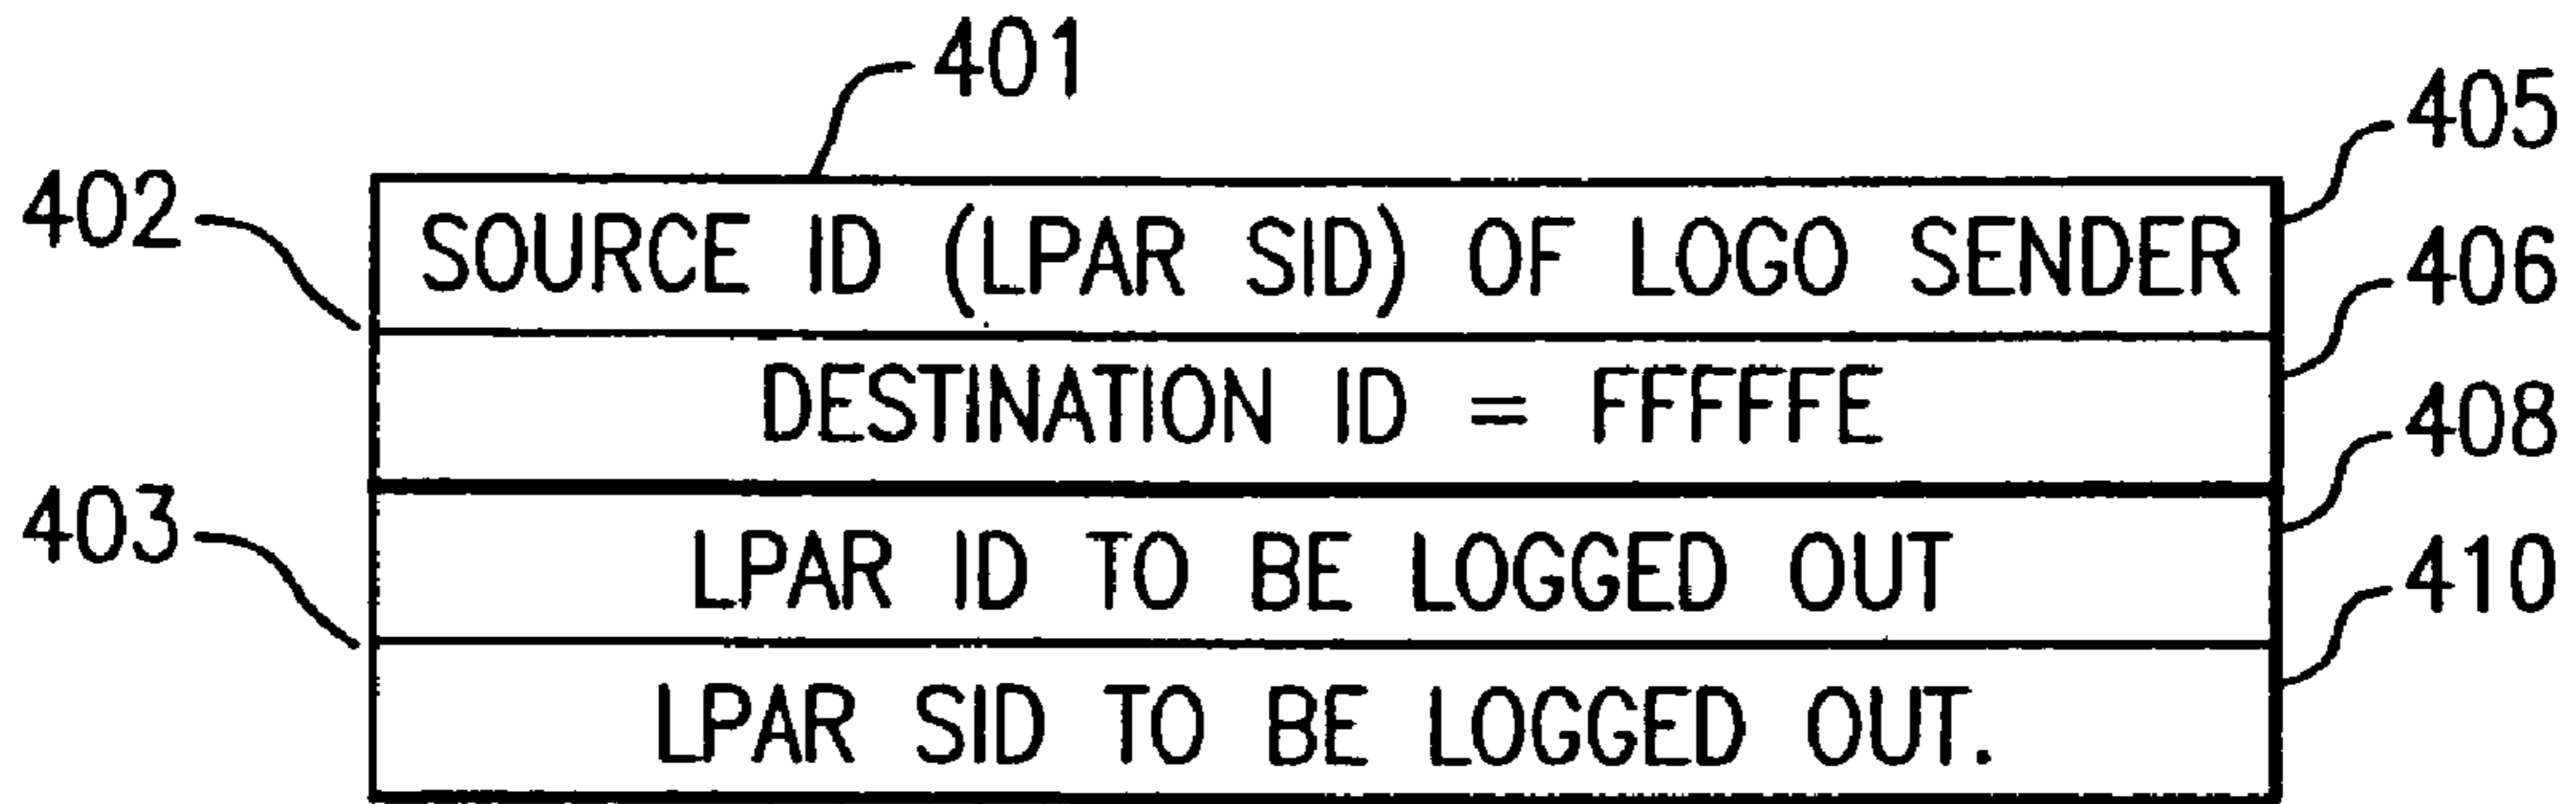 401
405
402
SOURCE ID (LPAR SID) OF LOGO SENDER
406
DESTINATION ID = FFFFFE
408
403
LPAR ID TO BE LOGGED OUT
410
LPAR SID TO BE LOGGED OUT.